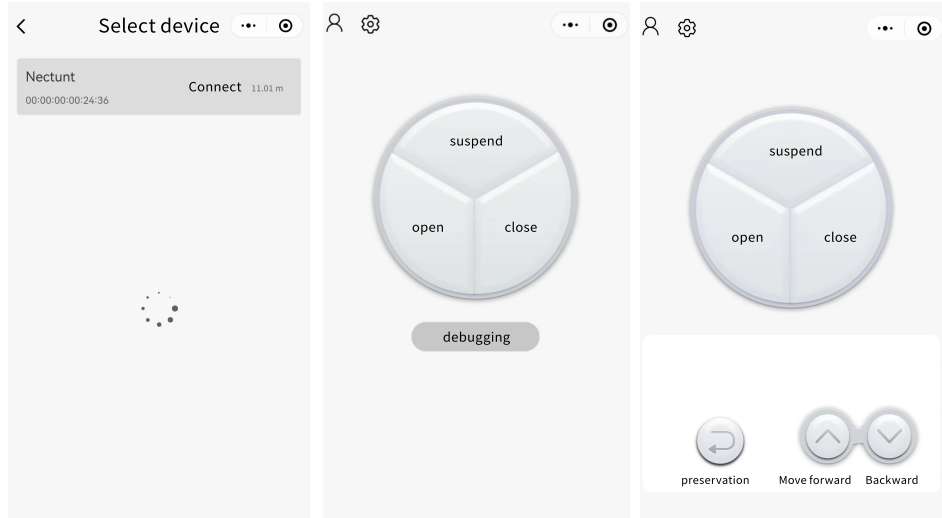 Select device
Nectunt
Connect 11.01 m
00:00:00:00:24:36
suspend
open close
debugging
suspend
open close
preservation Move forward Backward